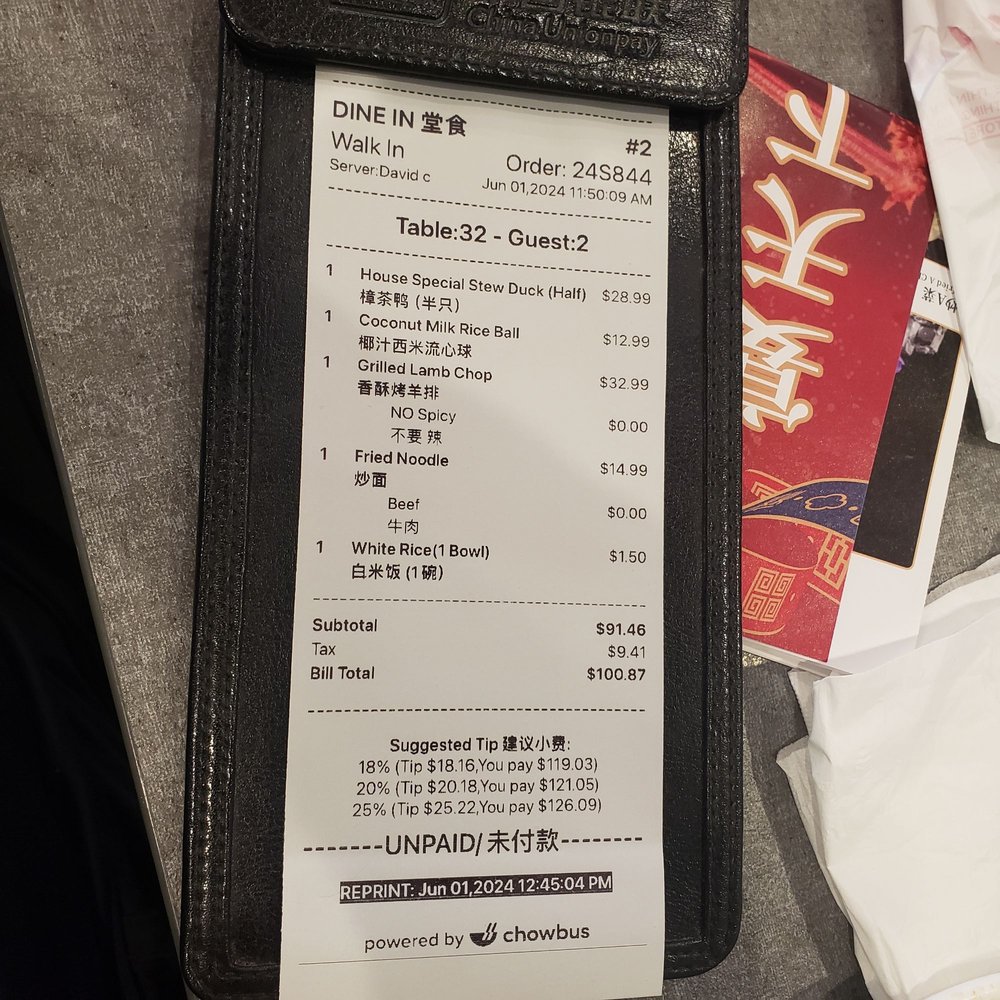 China Unionpay
DINE IN 堂食
#2
Walk In
Order: 24S844
Server:David c
Jun 01,2024 11:50:09 AM
Table:32 - Guest:2
1 House Special Stew Duck (Half) $28.99
樟茶鸭 (半只)
1 Coconut Milk Rice Ball $12.99
椰汁西米流心球
1 Grilled Lamb Chop $32.99
香酥烤羊排
NO Spicy $0.00
不要 辣
1 Fried Noodle $14.99
炒面
Beef $0.00
牛肉
1 White Rice(1 Bowl) $1.50
白米饭 (1 碗)
Subtotal $91.46
Tax $9.41
Bill Total $100.87
Suggested Tip 建议小费:
18% (Tip $18.16,You pay $119.03)
20% (Tip $20.18,You pay $121.05)
25% (Tip $25.22,You pay $126.09)
-------UNPAID/ 未付款--------
REPRINT: Jun 01,2024 12:45:04 PM
powered by chowbus
天下